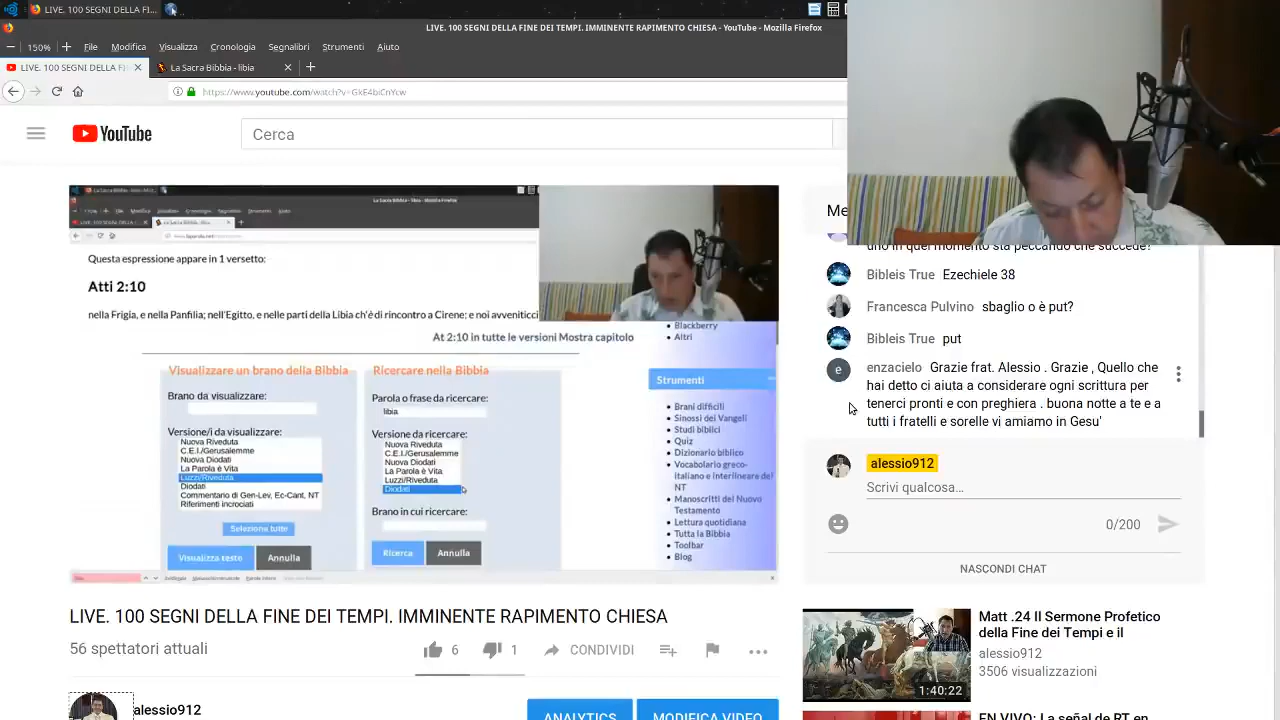 LIVE. 100 SEGNI DELLA FI...
LIVE. 100 SEGNI DELLA FINE DEI TEMPI. IMMINENTE RAPIMENTO CHIESA - YouTube - Mozilla Firefox
150% File Modifica Visualizza Cronologia Segnalibri Strumenti Aiuto
LIVE. 100 SEGNI DELLA FI
La Sacra Bibbia - libia
https://www.youtube.com/watch?v=GxE4biCnYcw
YouTube
Cerca
Me
uno in quel momento sta peccando che succede?
Bibleis True Ezechiele 38
Francesca Pulvino sbaglio o è put?
Bibleis True put
enzacielo Grazie frat. Alessio . Grazie , Quello che
hai detto ci aiuta a considerare ogni scrittura per
tenerci pronti e con preghiera . buona notte a te e a
tutti i fratelli e sorelle vi amiamo in Gesu'
alessio912
Scrivi qualcosa...
0/200
NASCONDI CHAT
La Sacra Bibbia - libia - Mozilla Firefox
Questa espressione appare in 1 versetto:
Atti 2:10
nella Frigia, e nella Panfilia; nell'Egitto, e nelle parti della Libia ch'è di rincontro a Cirene; e noi avveniticci
At 2:10 in tutte le versioni Mostra capitolo
Visualizzare un brano della Bibbia
Brano da visualizzare:
Versione/i da visualizzare:
Nuova Riveduta
C.E.I./Gerusalemme
Nuova Diodati
La Parola è Vita
Luzzi/Riveduta
Diodati
Commentario di Gen-Lev, Ec-Cant, NT
Riferimenti incrociati
Seleziona tutte
Visualizza testo Annulla
Ricercare nella Bibbia
Parola o frase da ricercare:
libia
Versione da ricercare:
Nuova Riveduta
C.E.I./Gerusalemme
Nuova Diodati
La Parola è Vita
Luzzi/Riveduta
Diodati
Brano in cui ricercare:
Ricerca Annulla
Blackberry
Altri
Strumenti
Brani difficili
Sinossi dei Vangeli
Studi biblici
Quiz
Dizionario biblico
Vocabolario greco-
italiano e interlineare del
NT
Manoscritti del Nuovo
Testamento
Lettura quotidiana
Tutta la Bibbia
Toolbar
Blog
LIVE. 100 SEGNI DELLA FINE DEI TEMPI. IMMINENTE RAPIMENTO CHIESA
56 spettatori attuali
6 1 CONDIVIDI
alessio912
ANALYTICS MODIFICA VIDEO
1:40:22
Matt .24 Il Sermone Profetico
della Fine dei Tempi e il
alessio912
3506 visualizzazioni
EN VIVO: La señal de RT en